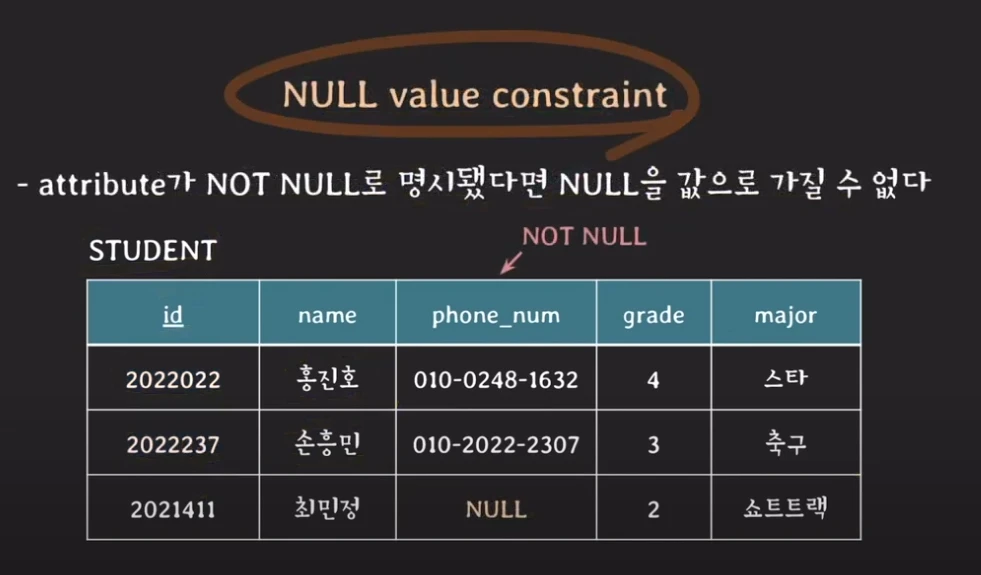 NULL value constraint
- attribute가 NOT NULL로 명시됐다면 NULL을 값으로 가질 수 없다
NOT NULL
STUDENT
id name phone_num grade major
2022022 홍진호 010-0248-1632 4 스타
2022237 손흥민 010-2022-2307 3 축구
2021411 최민정 NULL 2 쇼트트랙